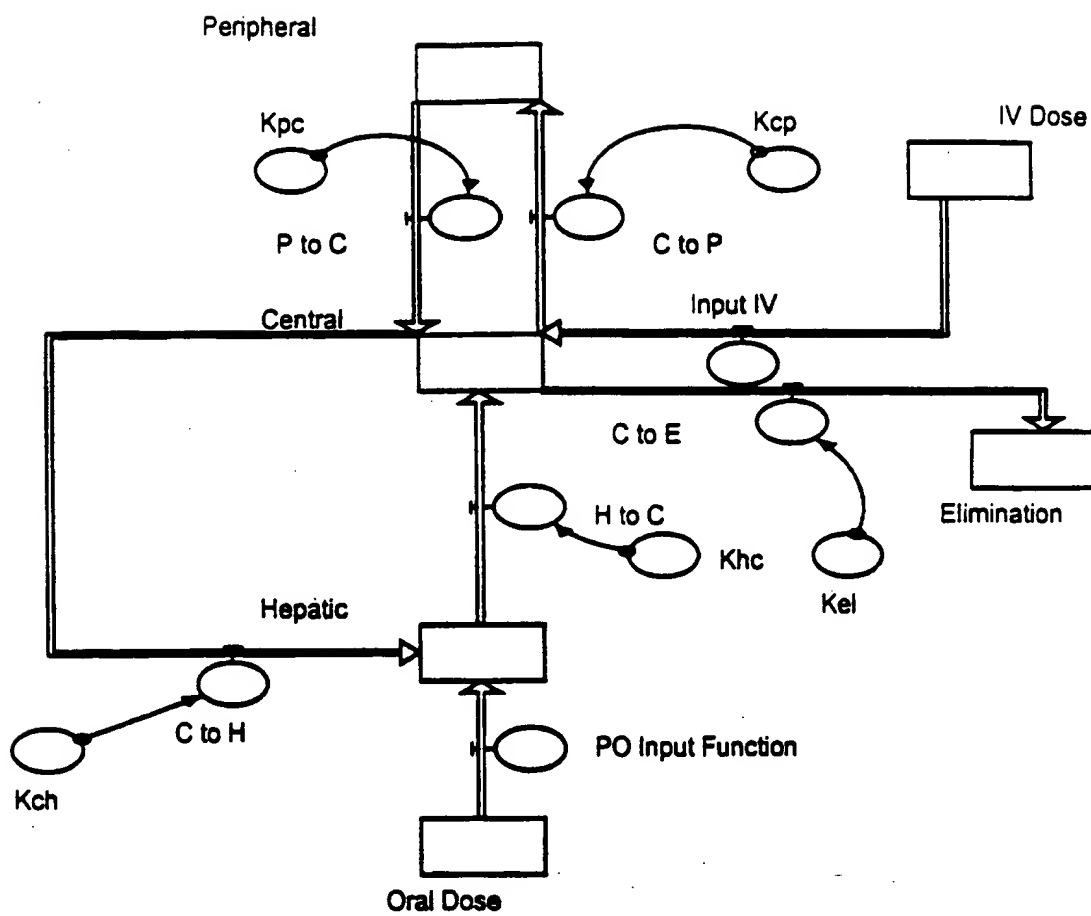 Peripheral
Kpc
Kcp
IV Dose
P to C
C to P
Input IV
Central
C to E
Elimination
H to C
Khc
Kel
Hepatic
C to H
PO Input Function
Kch
Oral Dose